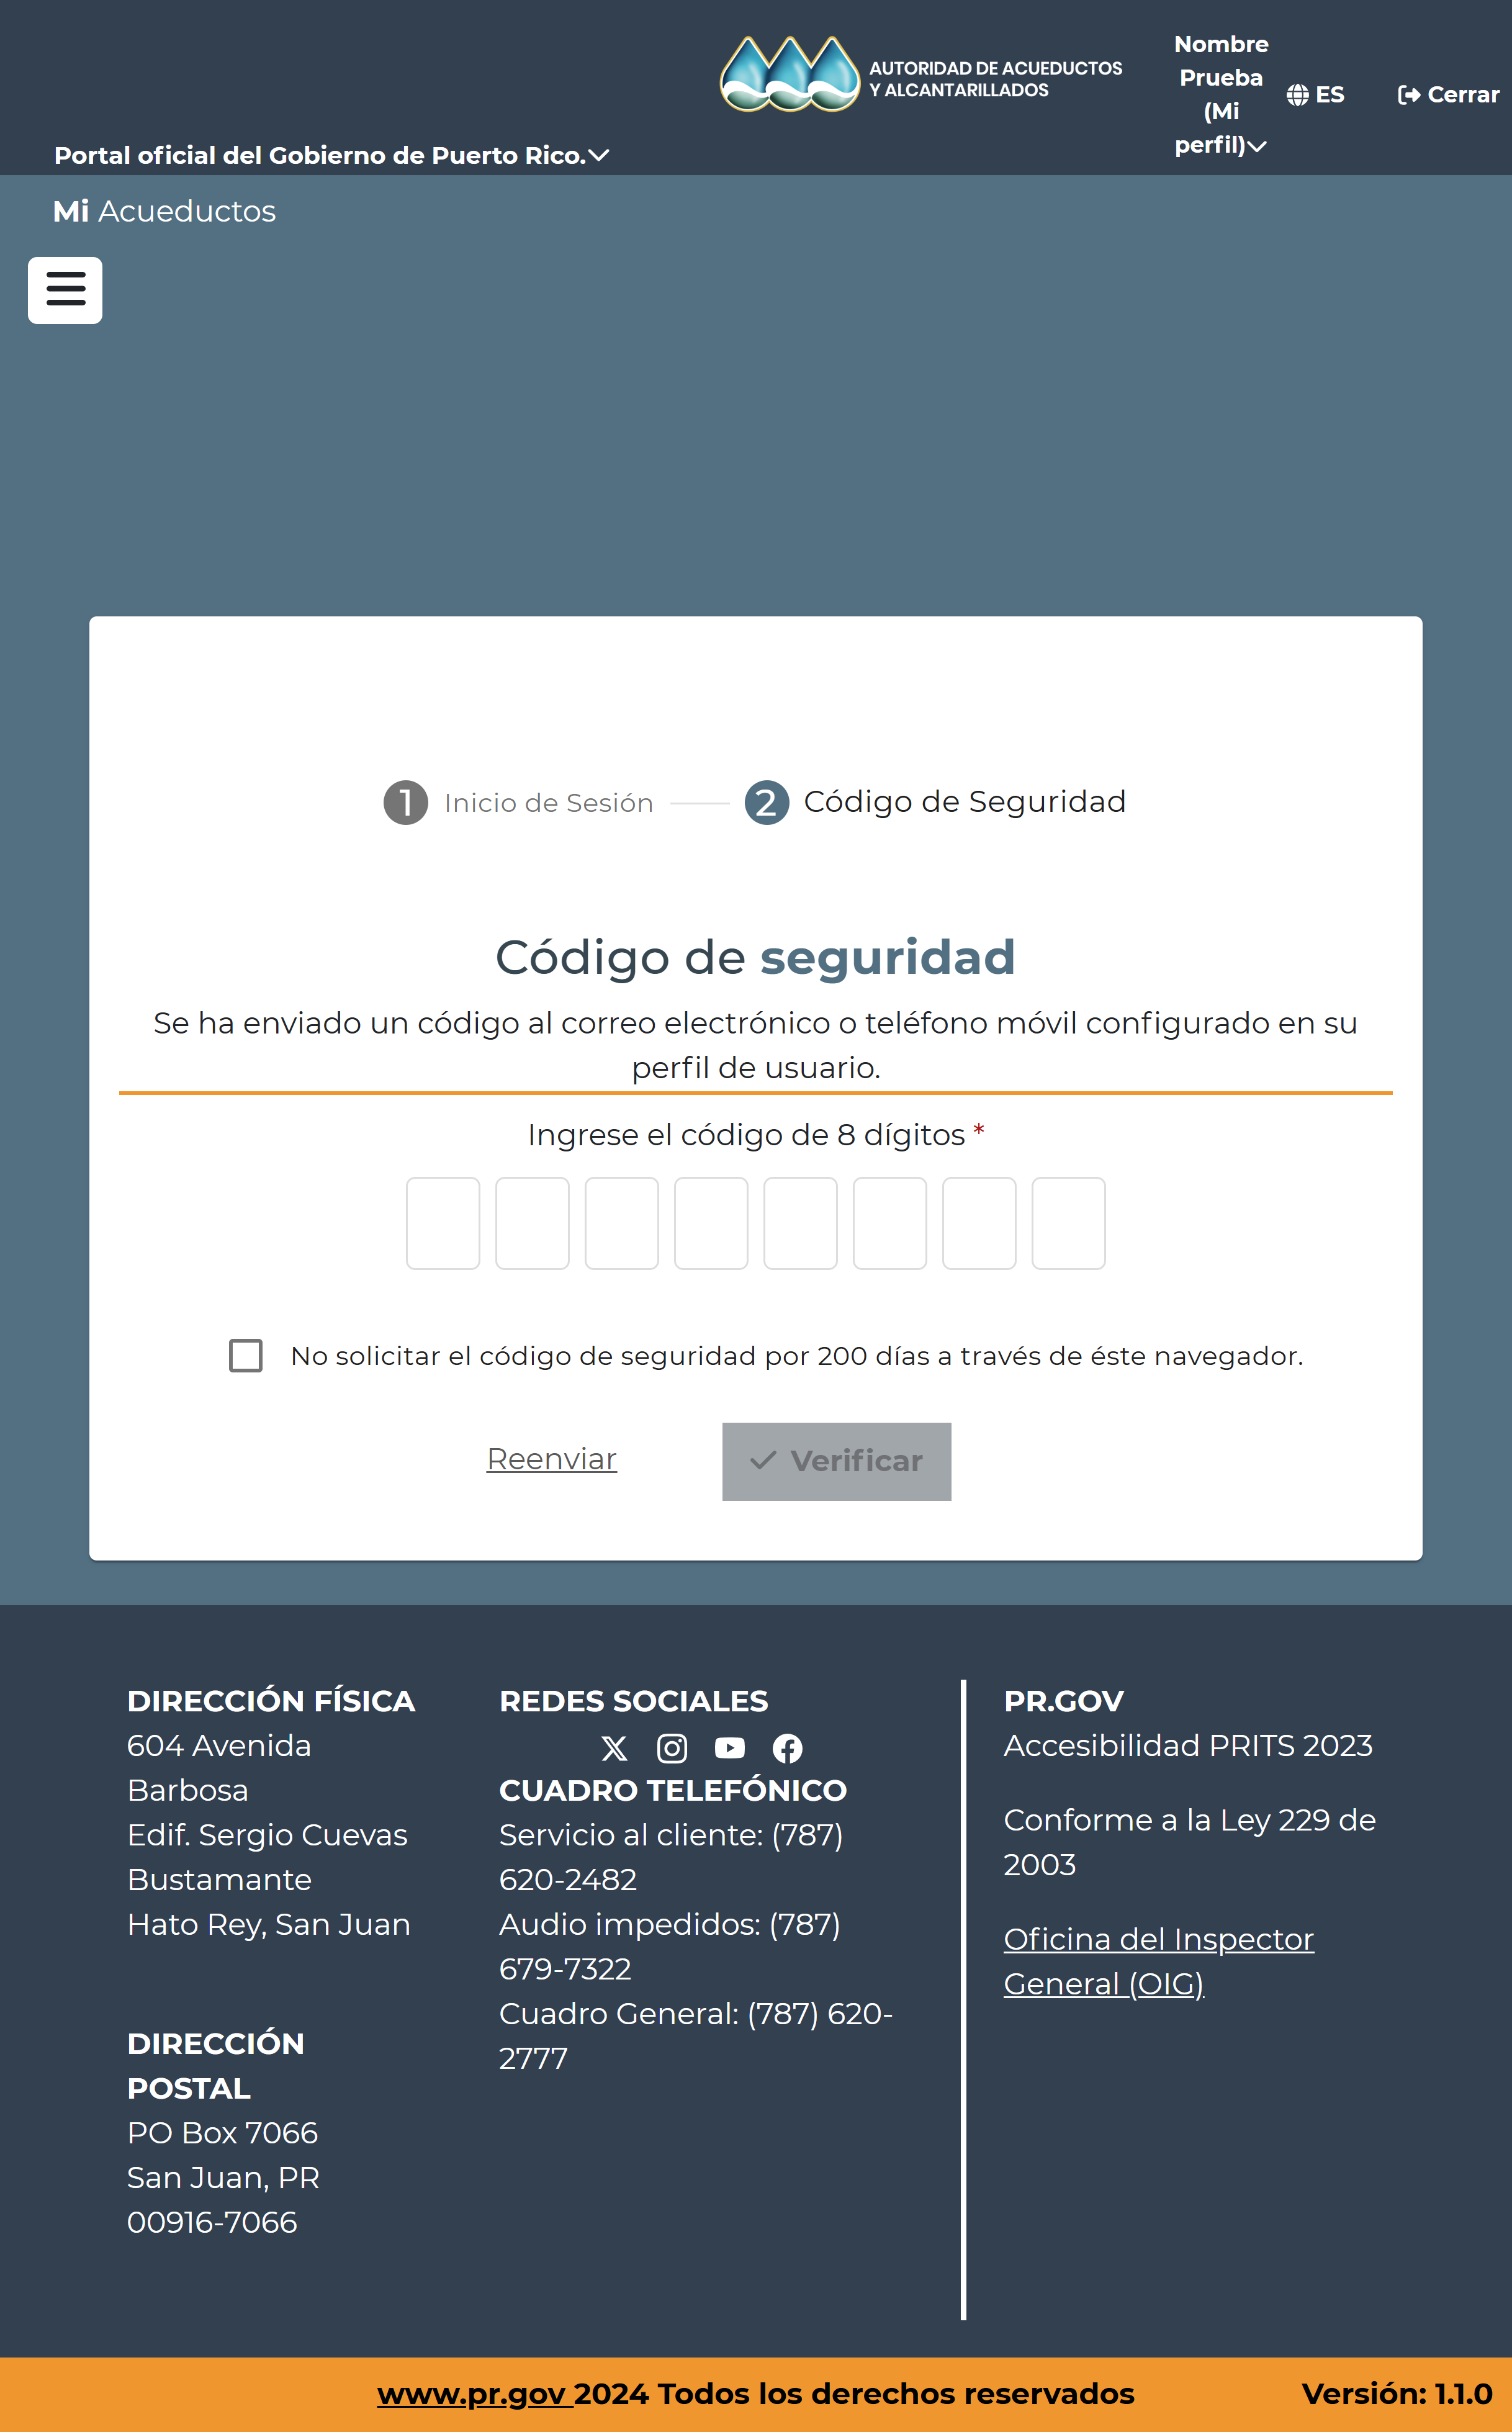 AUTORIDAD DE ACUEDUCTOS
Y ALCANTARILLADOS
Nombre
Prueba
(Mi
perfil)
ES
Cerrar
Portal oficial del Gobierno de Puerto Rico.
Mi Acueductos
1 Inicio de Sesión 2 Código de Seguridad
Código de seguridad
Se ha enviado un código al correo electrónico o teléfono móvil configurado en su
perfil de usuario.
Ingrese el código de 8 dígitos *
No solicitar el código de seguridad por 200 días a través de éste navegador.
Reenviar
Verificar
DIRECCIÓN FÍSICA
604 Avenida
Barbosa
Edif. Sergio Cuevas
Bustamante
Hato Rey, San Juan
DIRECCIÓN
POSTAL
PO Box 7066
San Juan, PR
00916-7066
REDES SOCIALES
CUADRO TELEFÓNICO
Servicio al cliente: (787)
620-2482
Audio impedidos: (787)
679-7322
Cuadro General: (787) 620-
2777
PR.GOV
Accesibilidad PRITS 2023
Conforme a la Ley 229 de
2003
Oficina del Inspector
General (OIG)
www.pr.gov 2024 Todos los derechos reservados
Versión: 1.1.0